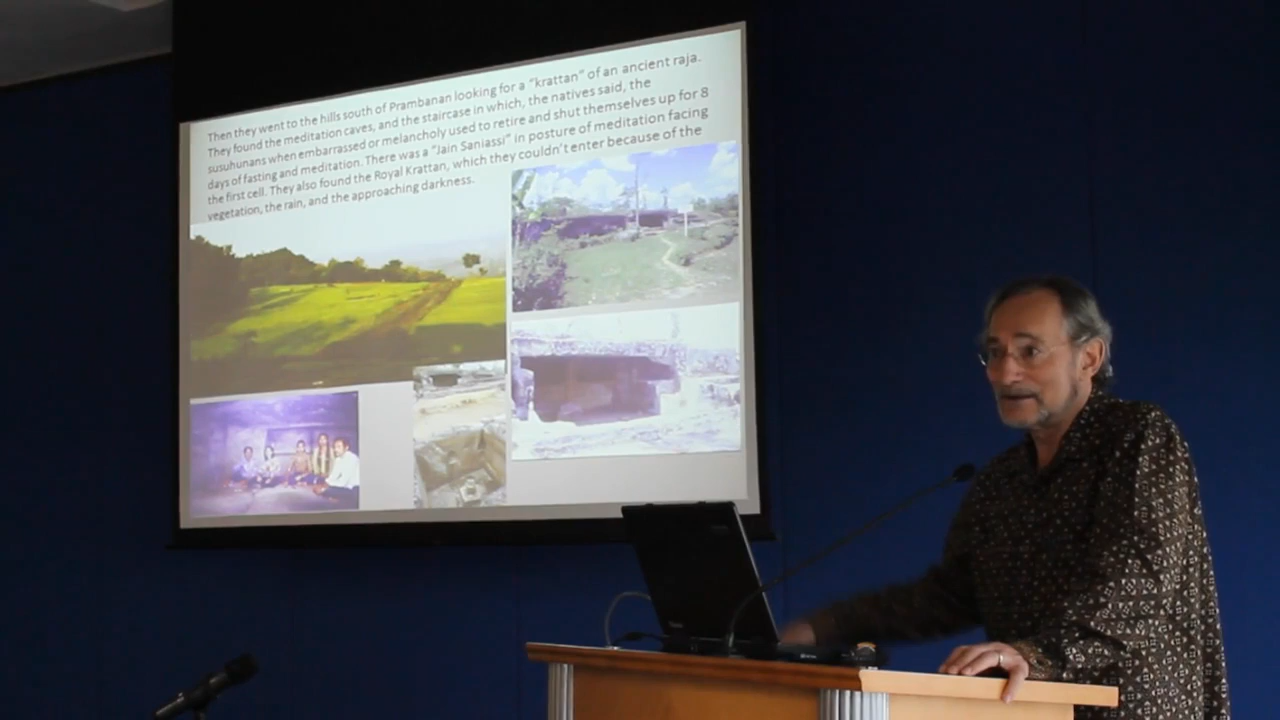 Then they went to the hills south of Prambanan looking for a "krattan" of an ancient raja.
They found the meditation caves, and the staircase in which, the natives said, the
susuhunans when embarrassed or melancholy used to retire and shut themselves up for 8
days of fasting and meditation. There was a "Jain Saniassi" in posture of meditation facing
the first cell. They also found the Royal Krattan, which they couldn't enter because of the
vegetation, the rain, and the approaching darkness.